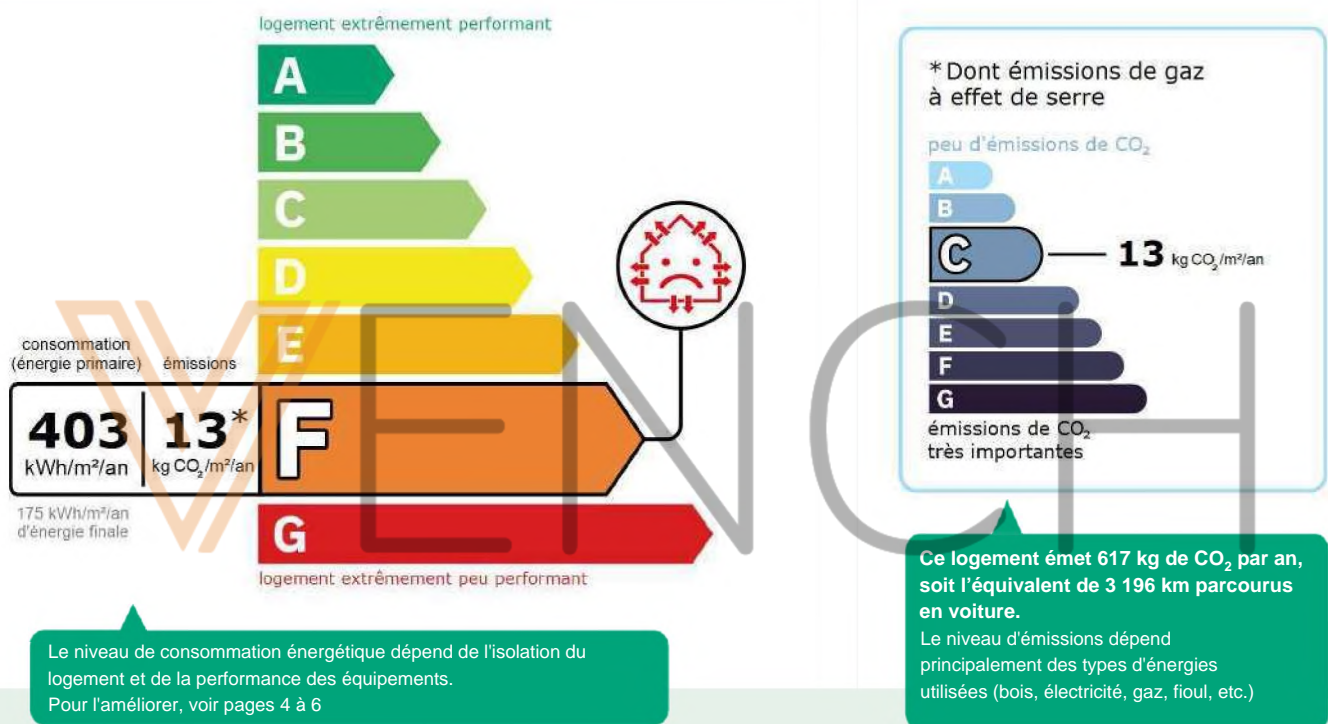 logement extrêmement performant
A
B
C
D
E
consommation
(énergie primaire)
émissions
403
kWh/m²/an
13*
kg CO₂/m²/an
F
175 kWh/m²/an
d'énergie finale
G
logement extrêmement peu performant
Le niveau de consommation énergétique dépend de l'isolation du
logement et de la performance des équipements.
Pour l'améliorer, voir pages 4 à 6
*Dont émissions de gaz
à effet de serre
peu d'émissions de CO₂
A
B
C
13 kg CO₂/m²/an
D
E
F
G
émissions de CO₂
très importantes
Ce logement émet 617 kg de CO₂ par an,
soit l'équivalent de 3 196 km parcourus
en voiture.
Le niveau d'émissions dépend
principalement des types d'énergies
utilisées (bois, électricité, gaz, fioul, etc.)
VENCH